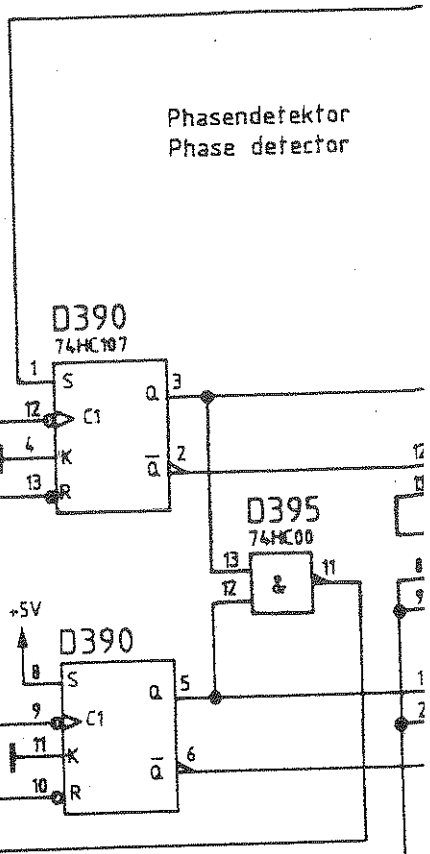 Phasendetektor
Phase detector
D390
74HC107
1
S
Q
3
12
C1
4
K
Q
2
13
R
12
D395
74HC00
13
12
&
11
8
9
+5V
D390
8
S
Q
5
1
9
C1
2
11
K
Q
6
10
R